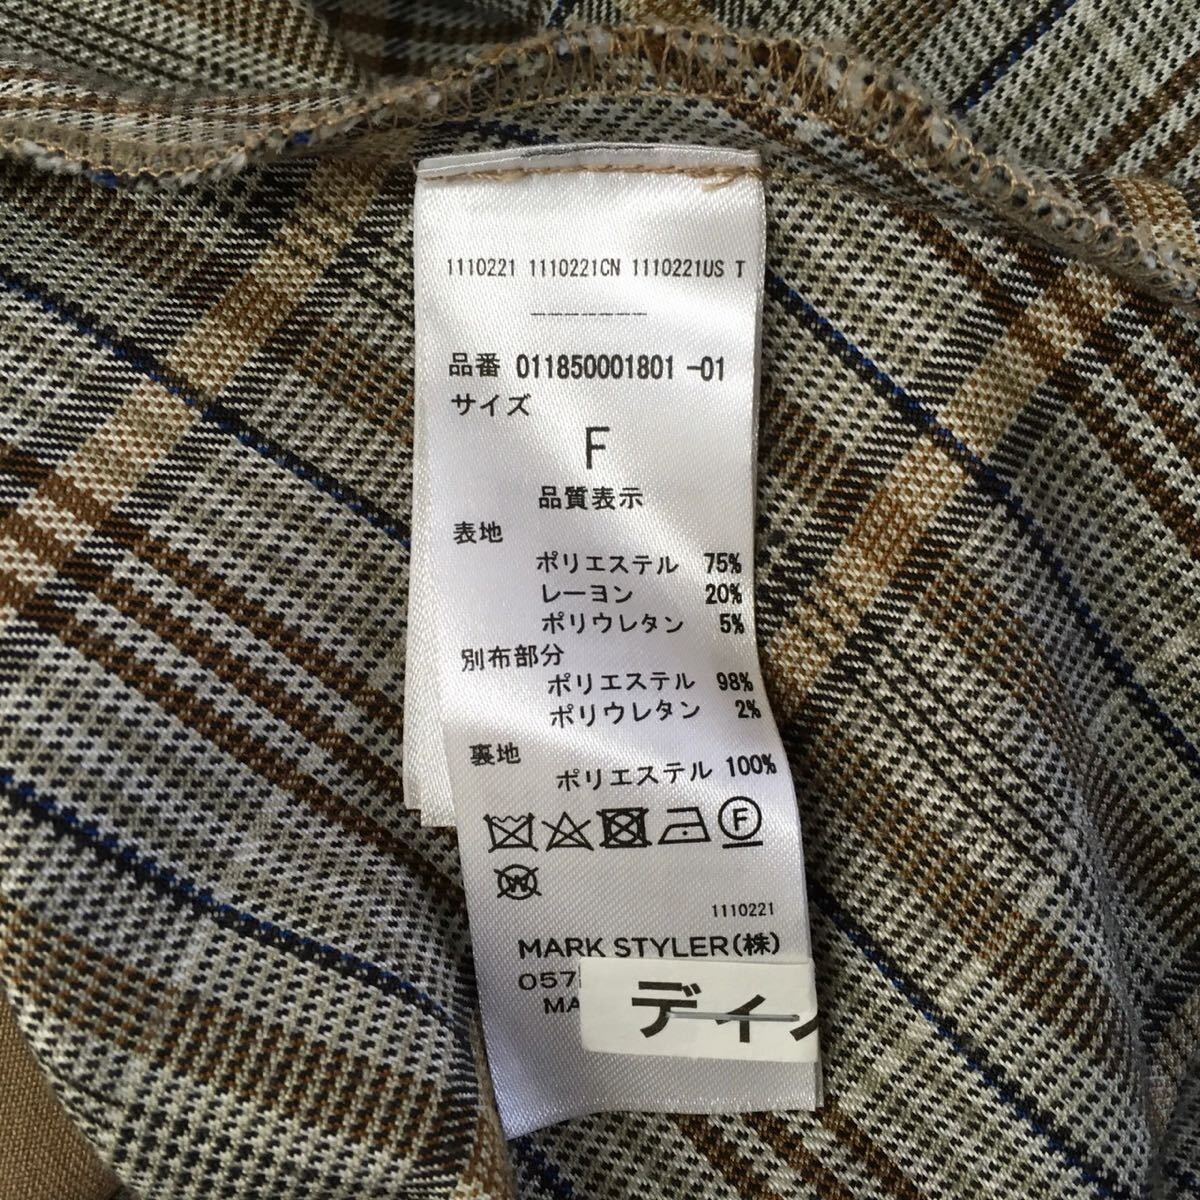 1110221 1110221CN 1110221US T
-------
品番 011850001801 -01
サイズ
F
品質表示
表地
ポリエステル 75%
レーヨン 20%
ポリウレタン 5%
別布部分
ポリエステル 98%
ポリウレタン 2%
裏地
ポリエステル 100%
F
W
1110221
MARK STYLER(株)
ディ